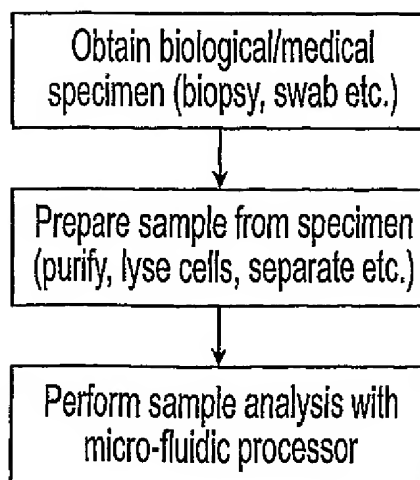 Obtain biological/medical
specimen (biopsy, swab etc.)
Prepare sample from specimen
(purify, lyse cells, separate etc.)
Perform sample analysis with
micro-fluidic processor